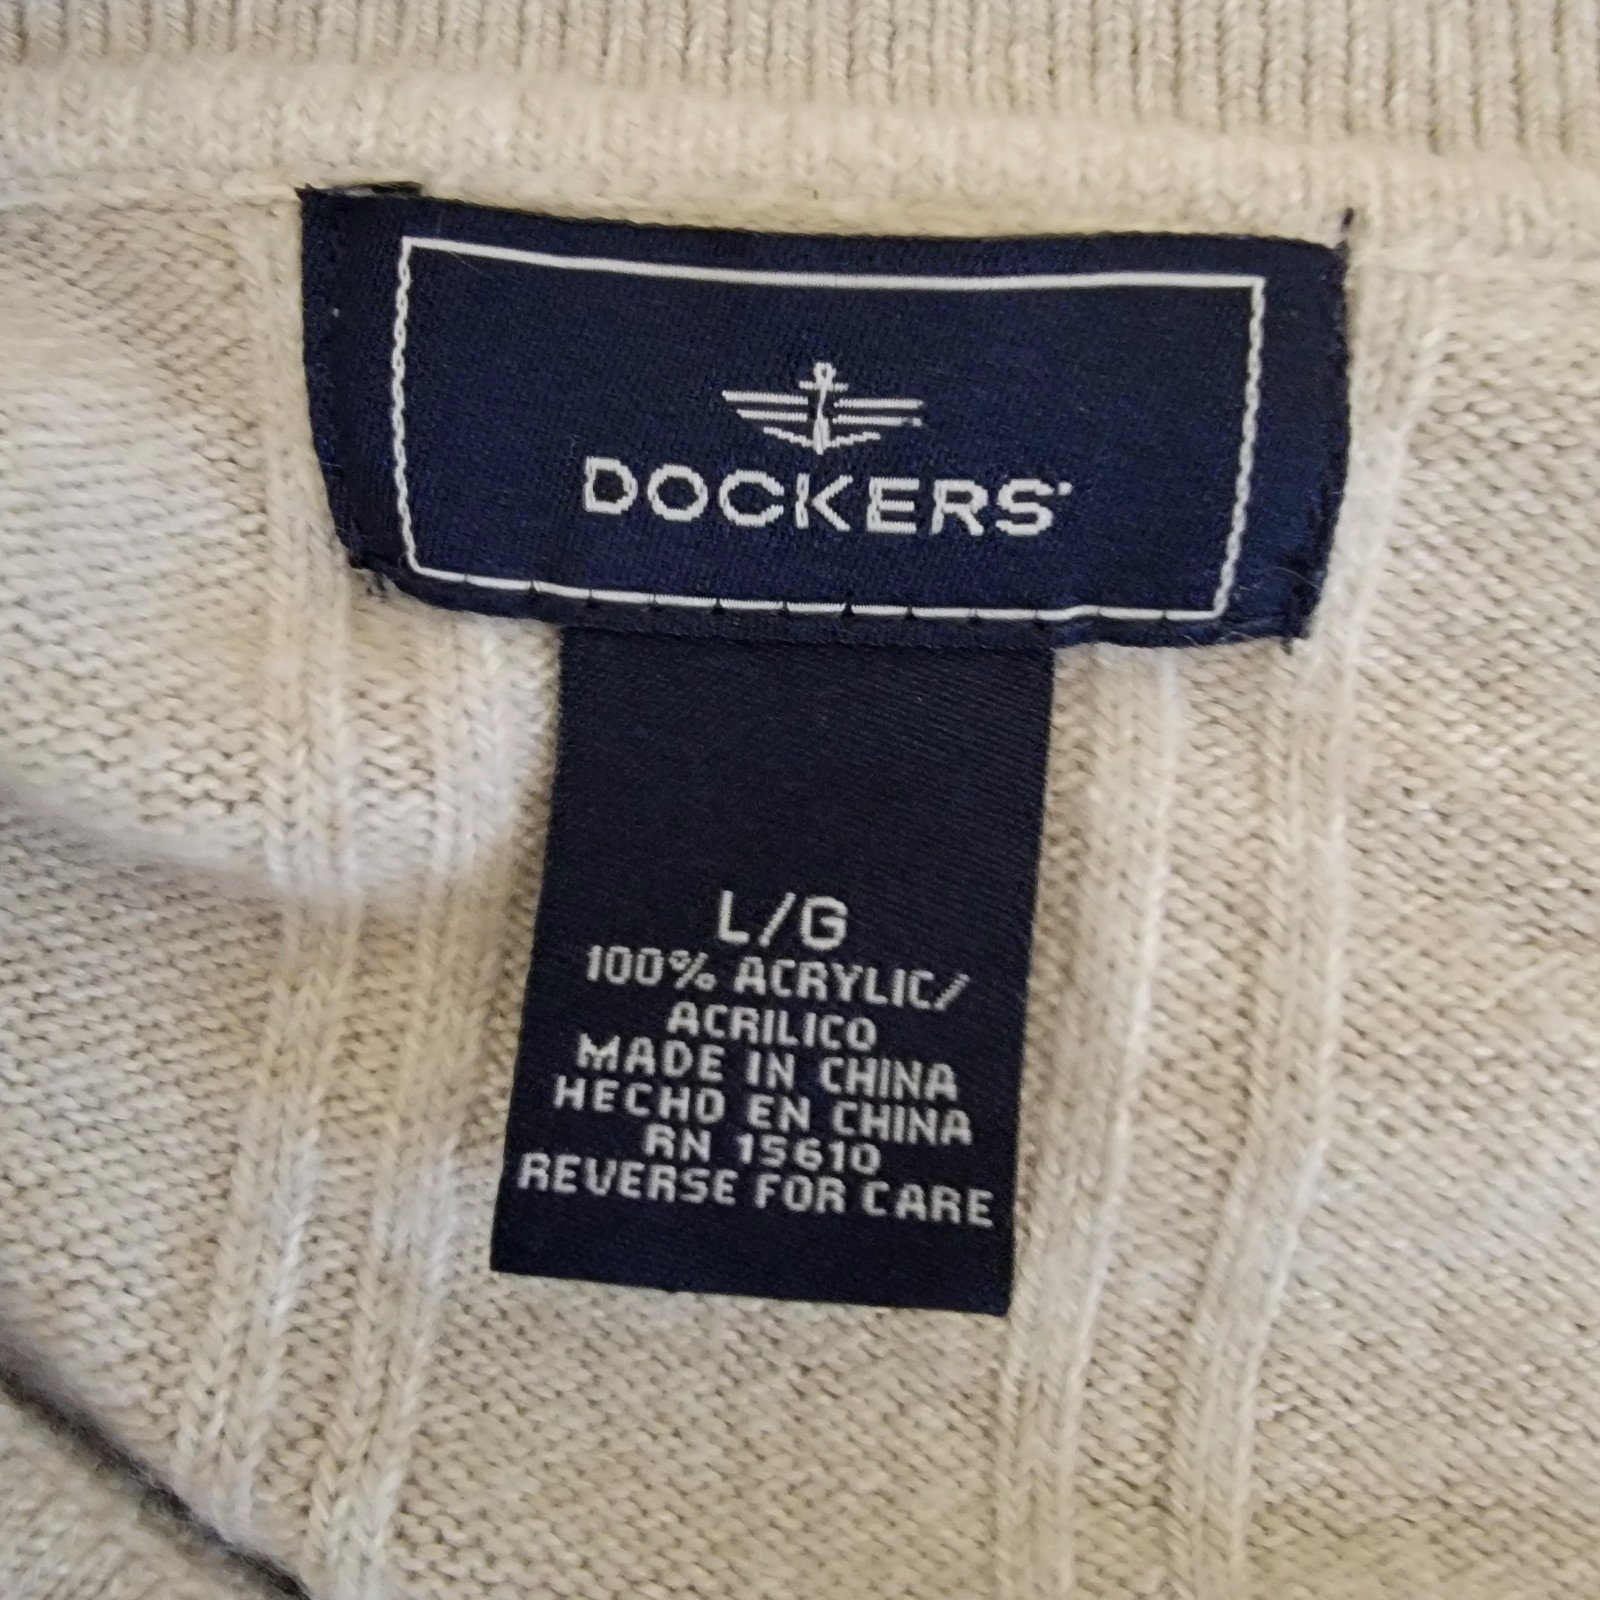 DOCKERS
L/G
100% ACRYLIC/
ACRILICO
MADE IN CHINA
HECHO EN CHINA
RN 15610
REVERSE FOR CARE